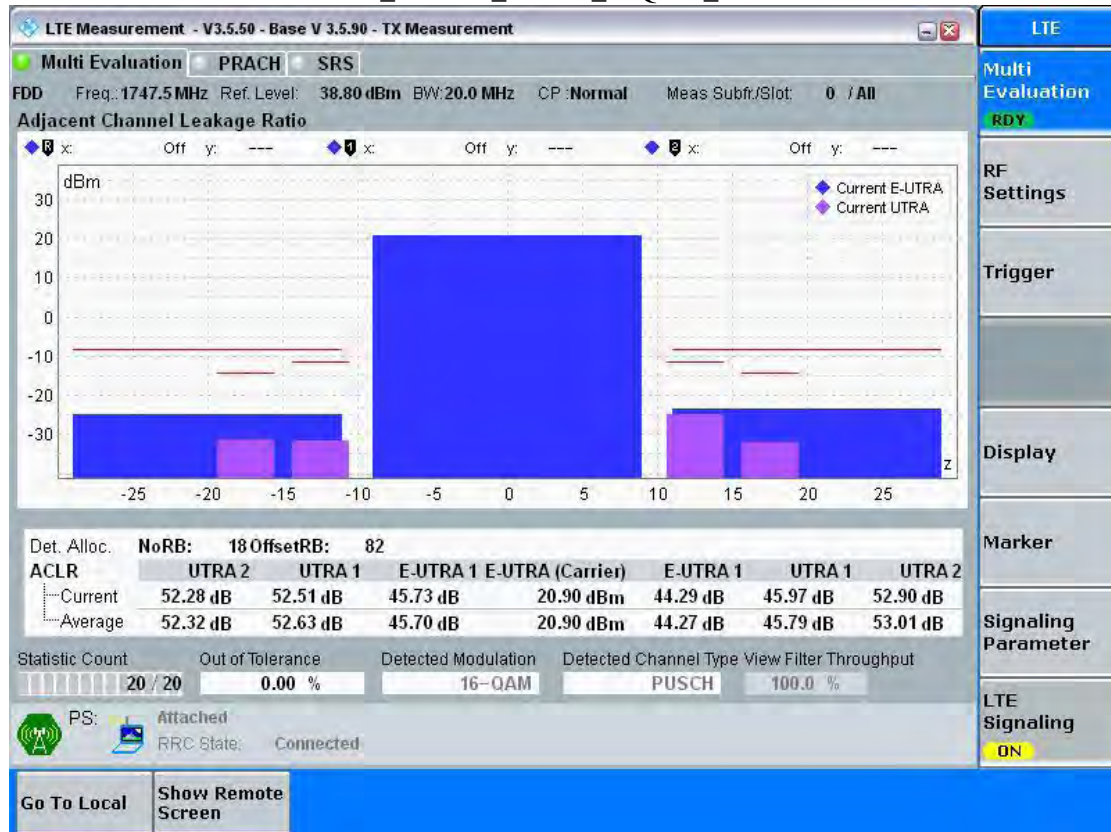 LTE Measurement - V3.5.50 - Base V 3.5.90 - TX Measurement
LTE
Multi Evaluation PRACH SRS
Multi Evaluation
RDY
FDD Freq.: 1747.5 MHz Ref. Level: 38.80 dBm BW: 20.0 MHz CP :Normal Meas Subfr./Slot: 0 / All
Adjacent Channel Leakage Ratio
R x: Off y: --- 1 x: Off y: --- 2 x: Off y: ---
dBm
Current E-UTRA
Current UTRA
30
20
10
0
-10
-20
-30
z
-25 -20 -15 -10 -5 0 5 10 15 20 25
RF Settings
Trigger
Display
Marker
Signaling Parameter
LTE Signaling
ON
Det. Alloc. NoRB: 18 OffsetRB: 82
ACLR UTRA 2 UTRA 1 E-UTRA 1 E-UTRA (Carrier) E-UTRA 1 UTRA 1 UTRA 2
Current 52.28 dB 52.51 dB 45.73 dB 20.90 dBm 44.29 dB 45.97 dB 52.90 dB
Average 52.32 dB 52.63 dB 45.70 dB 20.90 dBm 44.27 dB 45.79 dB 53.01 dB
Statistic Count Out of Tolerance Detected Modulation Detected Channel Type View Filter Throughput
20 / 20 0.00 % 16-QAM PUSCH 100.0 %
PS: Attached
RRC State: Connected
Go To Local
Show Remote Screen